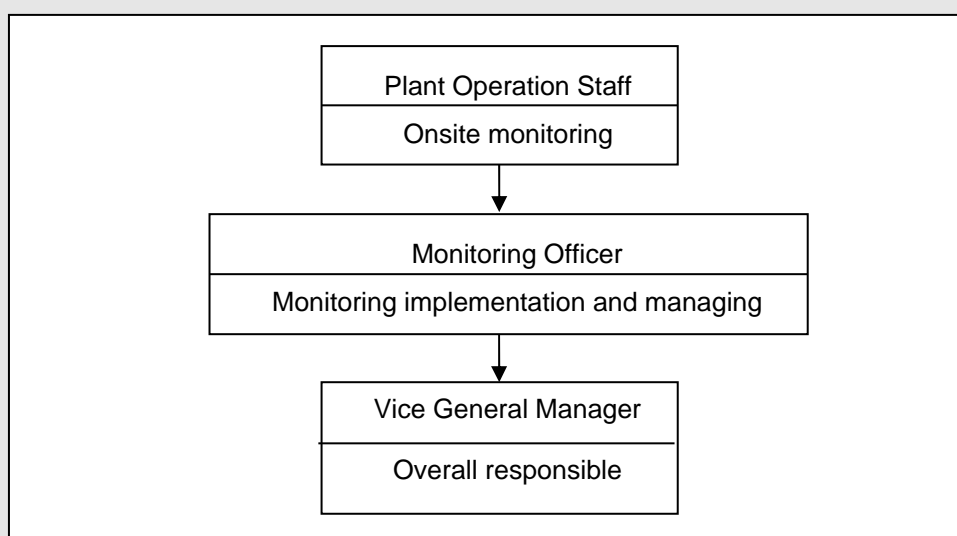 Plant Operation Staff
Onsite monitoring
Monitoring Officer
Monitoring implementation and managing
Vice General Manager
Overall responsible